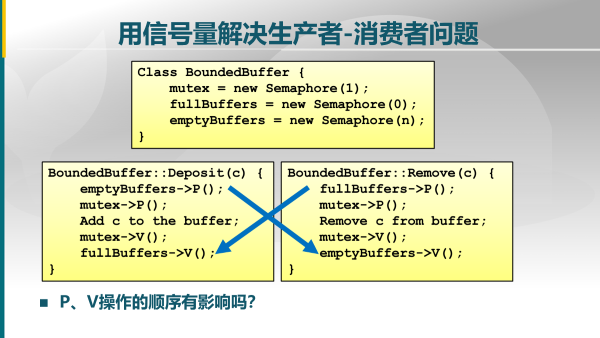 用信号量解决生产者-消费者问题
Class BoundedBuffer {
mutex = new Semaphore(1);
fullBuffers = new Semaphore(0);
emptyBuffers = new Semaphore(n);
}
BoundedBuffer::Deposit(c) {
emptyBuffers->P();
mutex->P();
Add c to the buffer;
mutex->V();
fullBuffers->V();
}
BoundedBuffer::Remove(c) {
fullBuffers->P();
mutex->P();
Remove c from buffer;
mutex->V();
emptyBuffers->V();
}
P、V操作的顺序有影响吗?